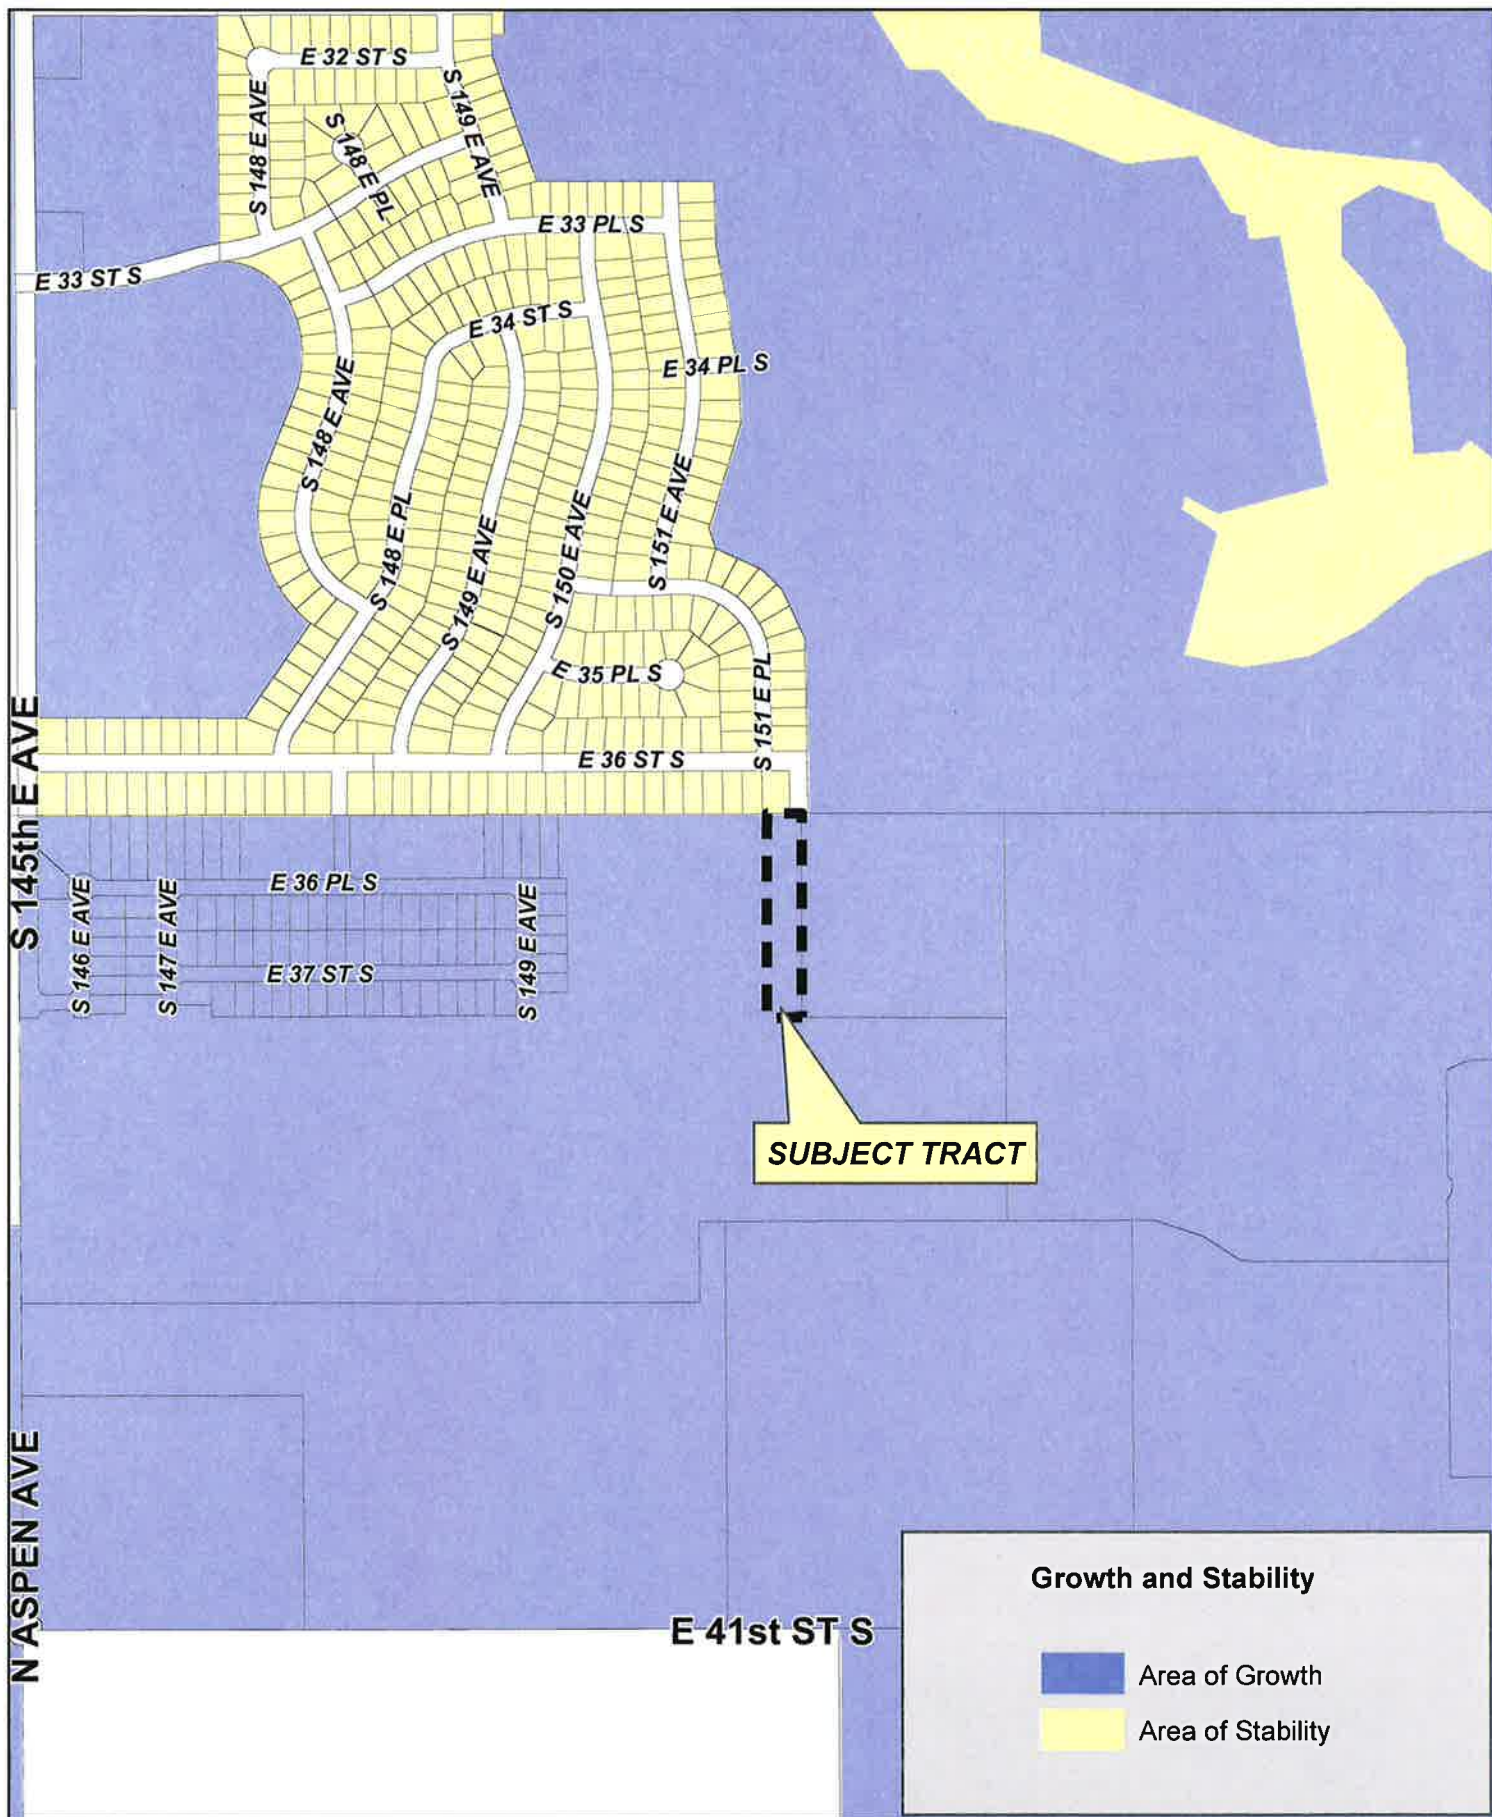 E 32 ST S
S 149 E AVE
S 148 E AVE
S 148 E PL
E 33 PL S
E 33 ST S
E 34 ST S
E 34 PL S
S 148 E AVE
S 151 E AVE
S 148 E PL
S 150 E AVE
S 149 E AVE
E 35 PL S
S 151 E PL
E 36 ST S
S 145th E AVE
E 36 PL S
S 146 E AVE
S 147 E AVE
S 149 E AVE
E 37 ST S
SUBJECT TRACT
N ASPEN AVE
E 41st ST S
Growth and Stability
Area of Growth
Area of Stability